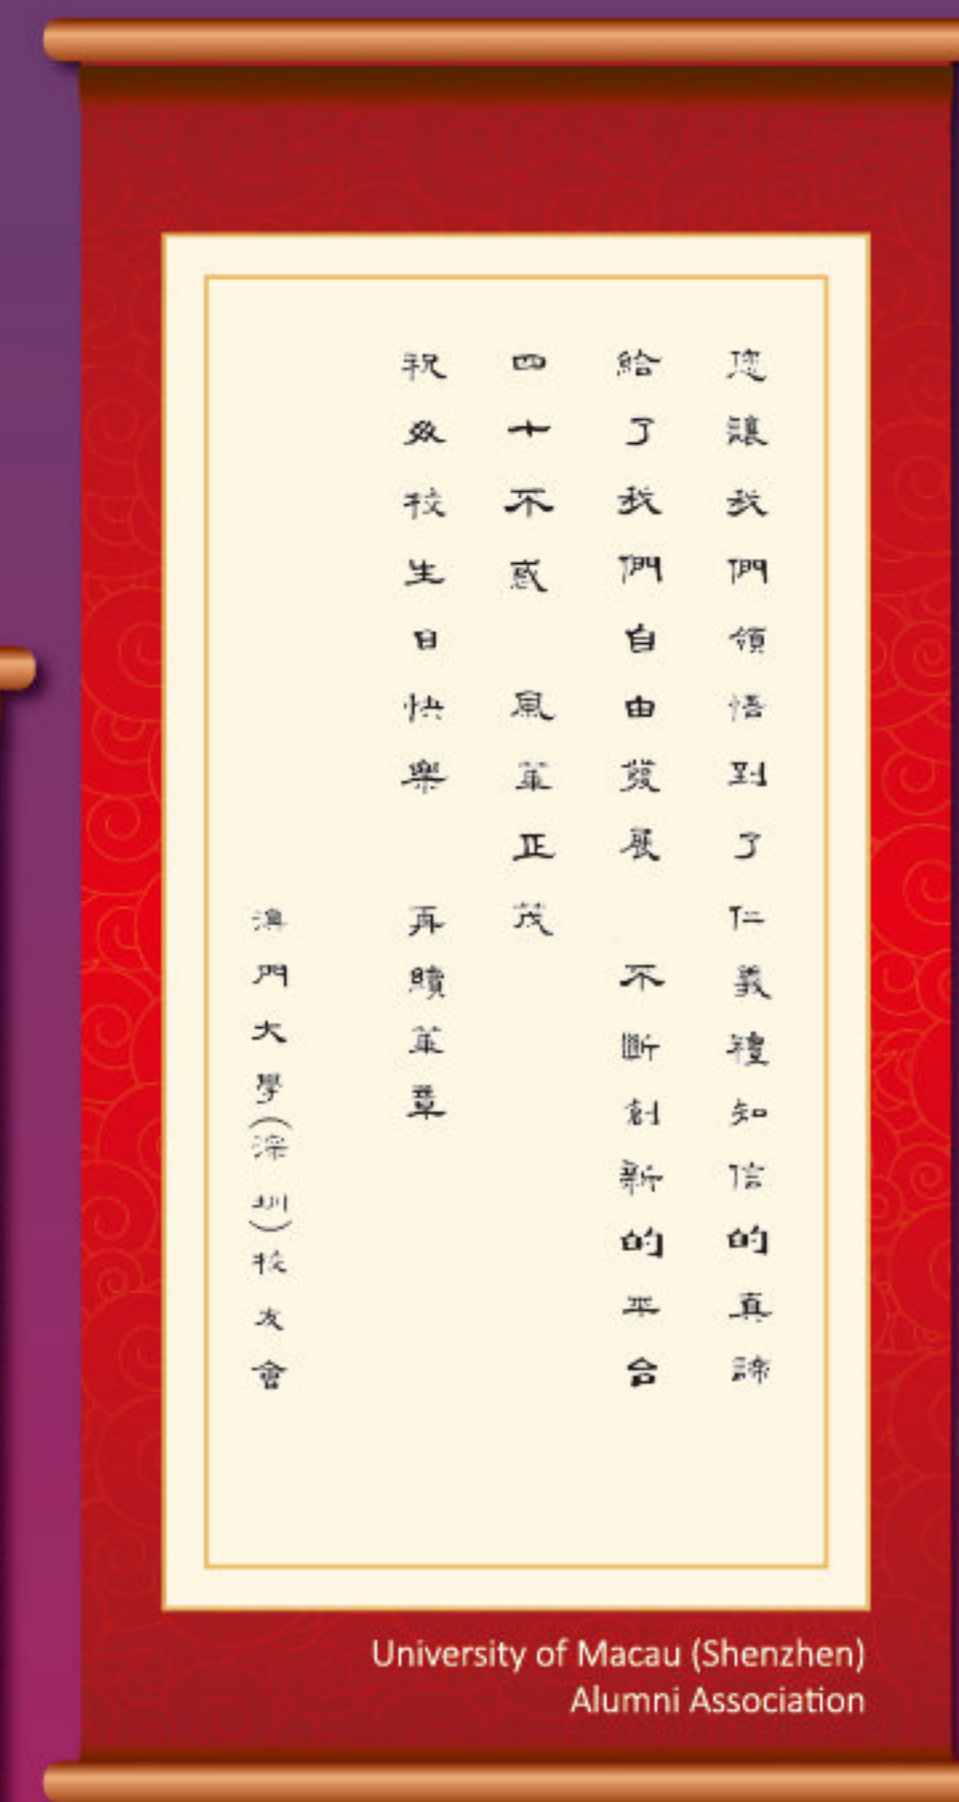 您讓我們領悟到了仁義禮知信的真諦
給了我們自由發展 不斷創新的平台
四十不惑 風華正茂
祝母校生日快樂 再續華章
澳門大學(深圳)校友會
University of Macau (Shenzhen)
Alumni Association